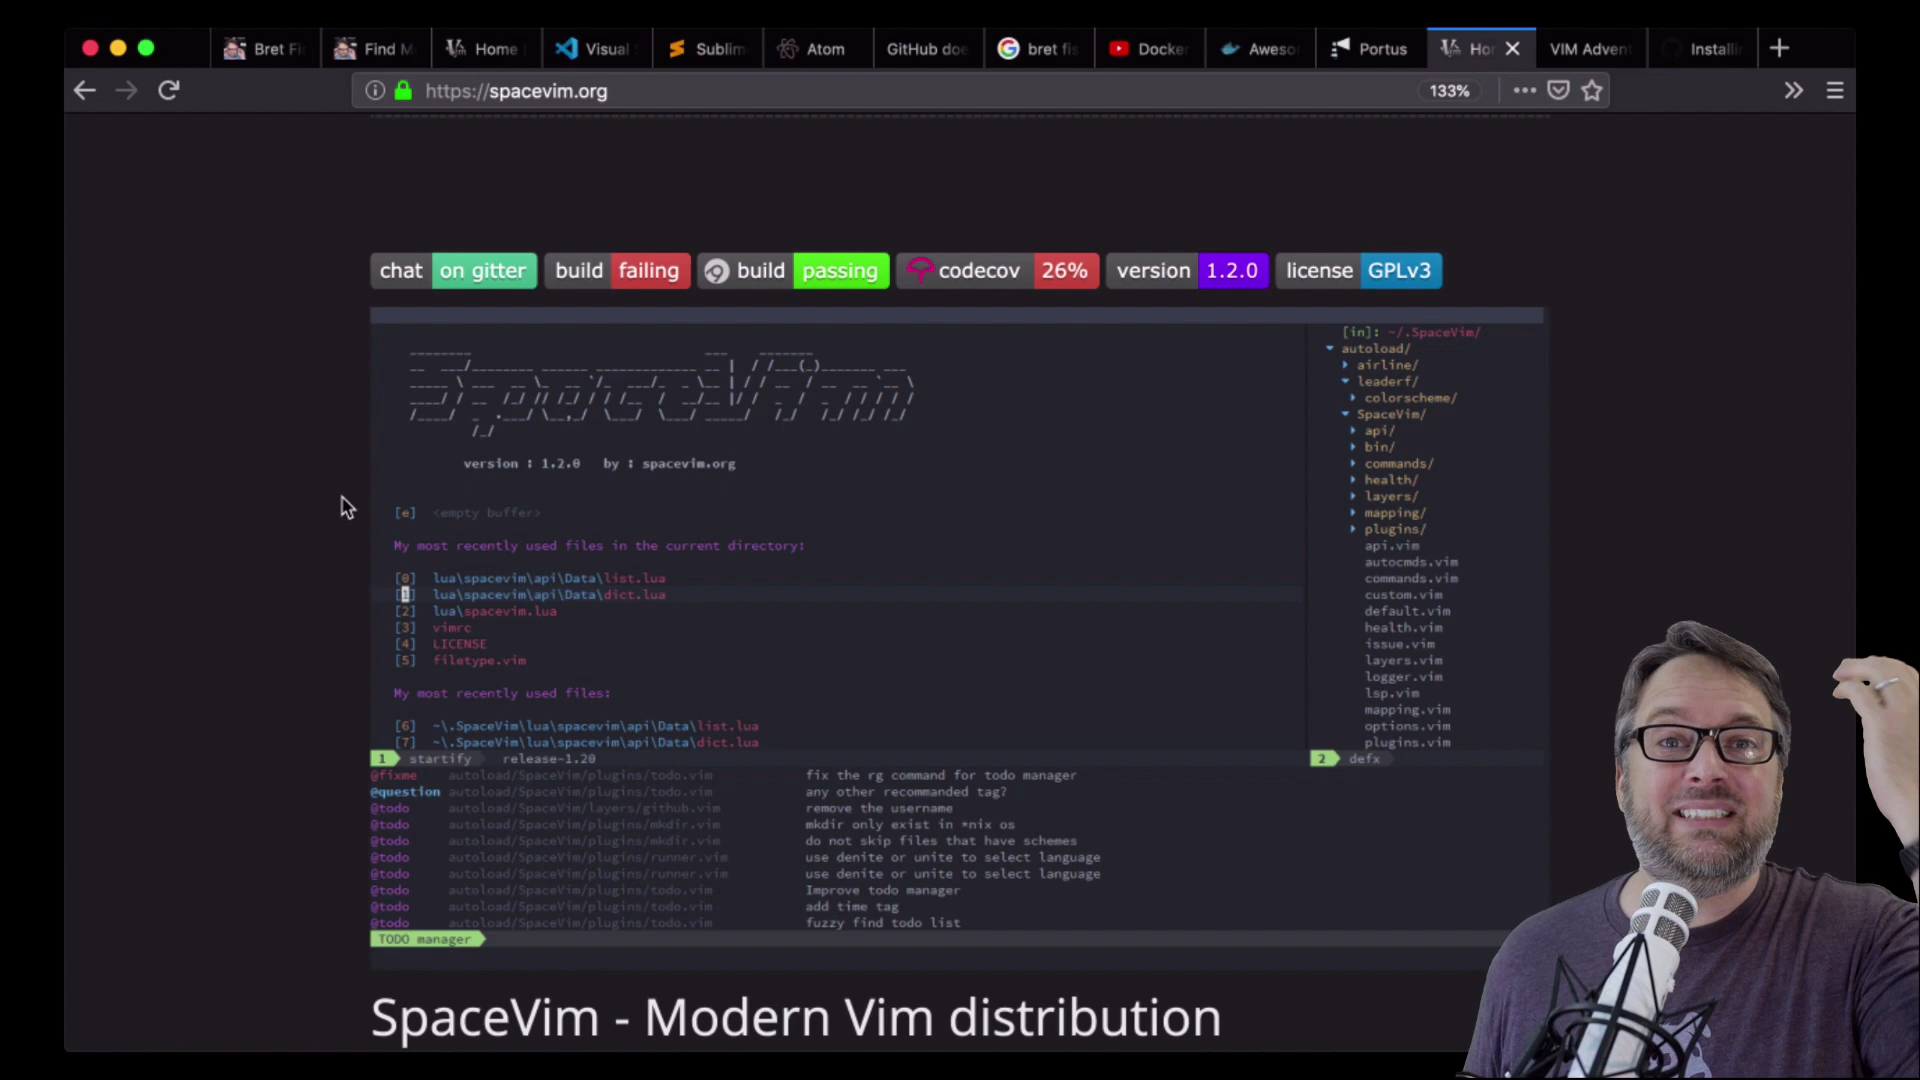 Bret Fi
Find M
Home
Visual
Sublim
Atom
GitHub doe
bret fis
Docker
Aweso
Portus
Ho
VIM Advent
Installi
https://spacevim.org
133%
chat on gitter
build failing
build passing
codecov 26%
version 1.2.0
license GPLv3
SpaceVim
version : 1.2.0 by : spacevim.org
[e] <empty buffer>
My most recently used files in the current directory:
[0] lua\spacevim\api\Data\list.lua
[1] lua\spacevim\api\Data\dict.lua
[2] lua\spacevim.lua
[3] vimrc
[4] LICENSE
[5] filetype.vim
My most recently used files:
[6] ~\.SpaceVim\lua\spacevim\api\Data\list.lua
[7] ~\.SpaceVim\lua\spacevim\api\Data\dict.lua
1 startify release-1.20
[in]: ~/.SpaceVim/
autoload/
airline/
leaderf/
colorscheme/
SpaceVim/
api/
bin/
commands/
health/
layers/
mapping/
plugins/
api.vim
autocmds.vim
commands.vim
custom.vim
default.vim
health.vim
issue.vim
layers.vim
logger.vim
lsp.vim
mapping.vim
options.vim
plugins.vim
2 defx
@fixme autoload/SpaceVim/plugins/todo.vim fix the rg command for todo manager
@question autoload/SpaceVim/plugins/todo.vim any other recommanded tag?
@todo autoload/SpaceVim/layers/github.vim remove the username
@todo autoload/SpaceVim/plugins/mkdir.vim mkdir only exist in *nix os
@todo autoload/SpaceVim/plugins/mkdir.vim do not skip files that have schemes
@todo autoload/SpaceVim/plugins/runner.vim use denite or unite to select language
@todo autoload/SpaceVim/plugins/runner.vim use denite or unite to select language
@todo autoload/SpaceVim/plugins/todo.vim Improve todo manager
@todo autoload/SpaceVim/plugins/todo.vim add time tag
@todo autoload/SpaceVim/plugins/todo.vim fuzzy find todo list
TODO manager
SpaceVim - Modern Vim distribution